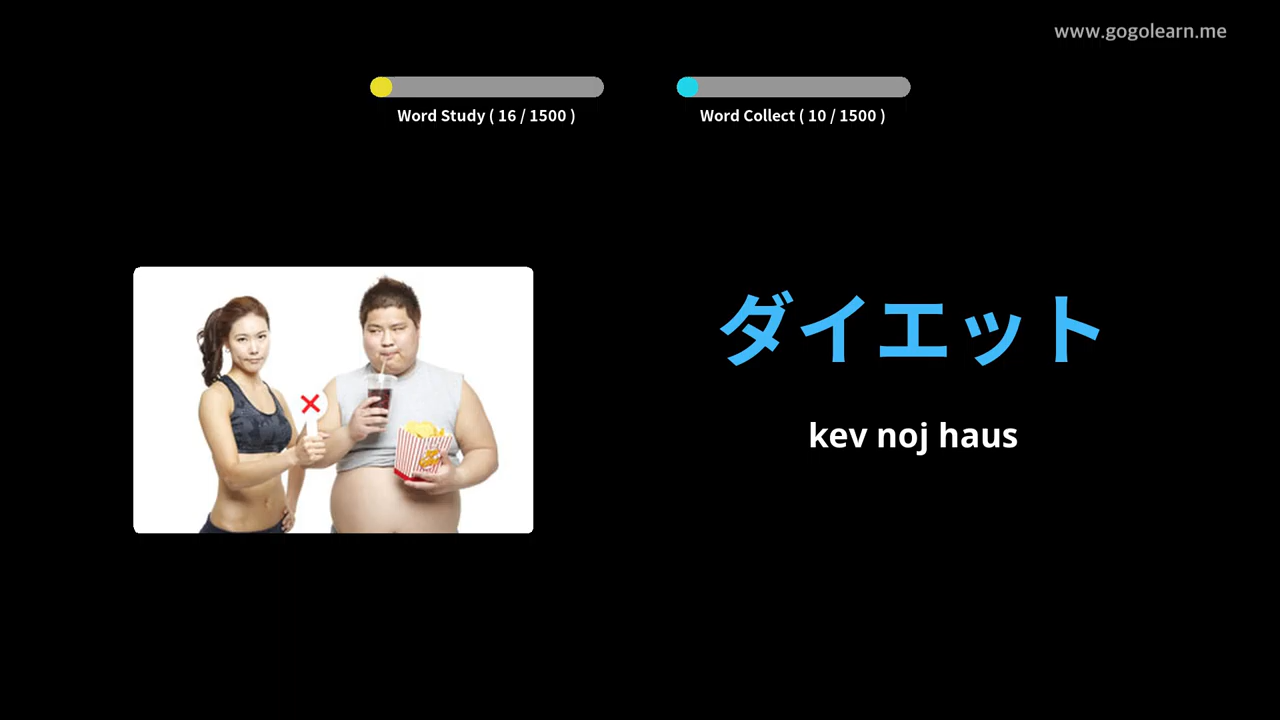 www.gogolearn.me
Word Study ( 16 / 1500 )
Word Collect ( 10 / 1500 )
ダイエット
kev noj haus